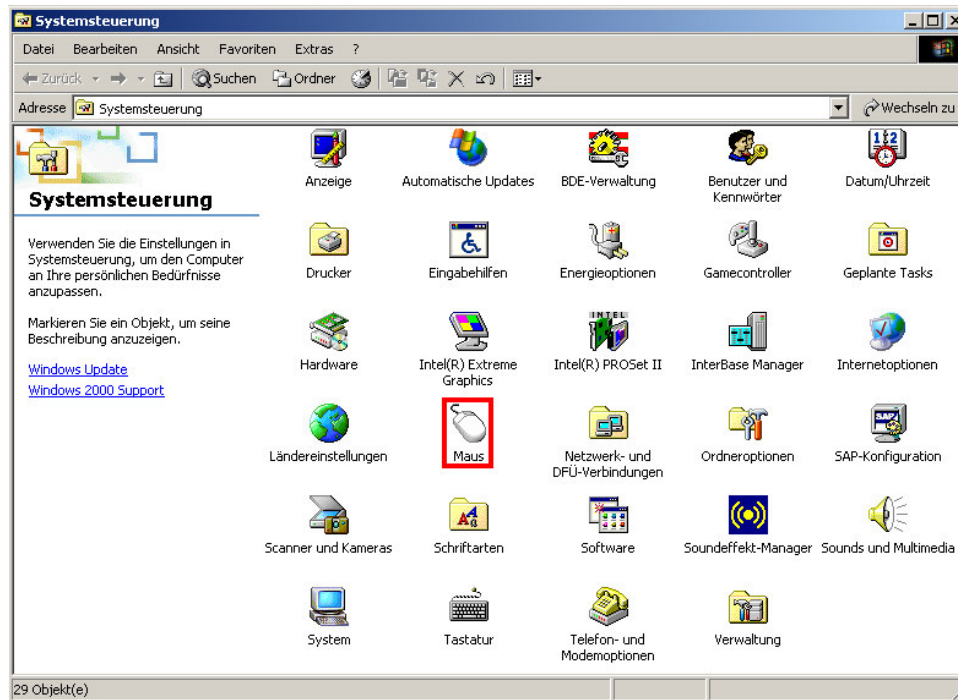 Systemsteuerung
Datei Bearbeiten Ansicht Favoriten Extras ?
Zurück Suchen Ordner
Adresse Systemsteuerung Wechseln zu
Systemsteuerung
Verwenden Sie die Einstellungen in
Systemsteuerung, um den Computer
an Ihre persönlichen Bedürfnisse
anzupassen.
Markieren Sie ein Objekt, um seine
Beschreibung anzuzeigen.
Windows Update
Windows 2000 Support
Anzeige Automatische Updates BDE-Verwaltung Benutzer und Datum/Uhrzeit
Kennwörter
Drucker Eingabehilfen Energieoptionen Gamecontroller Geplante Tasks
INTEL
Hardware Intel(R) Extreme Intel(R) PROSet II InterBase Manager Internetoptionen
Graphics
SAP
Ländereinstellungen Maus Netzwerk- und Ordneroptionen SAP-Konfiguration
DFÜ-Verbindungen
Scanner und Kameras Schriftarten Software Soundeffekt-Manager Sounds und Multimedia
System Tastatur Telefon- und Verwaltung
Modemoptionen
29 Objekt(e)